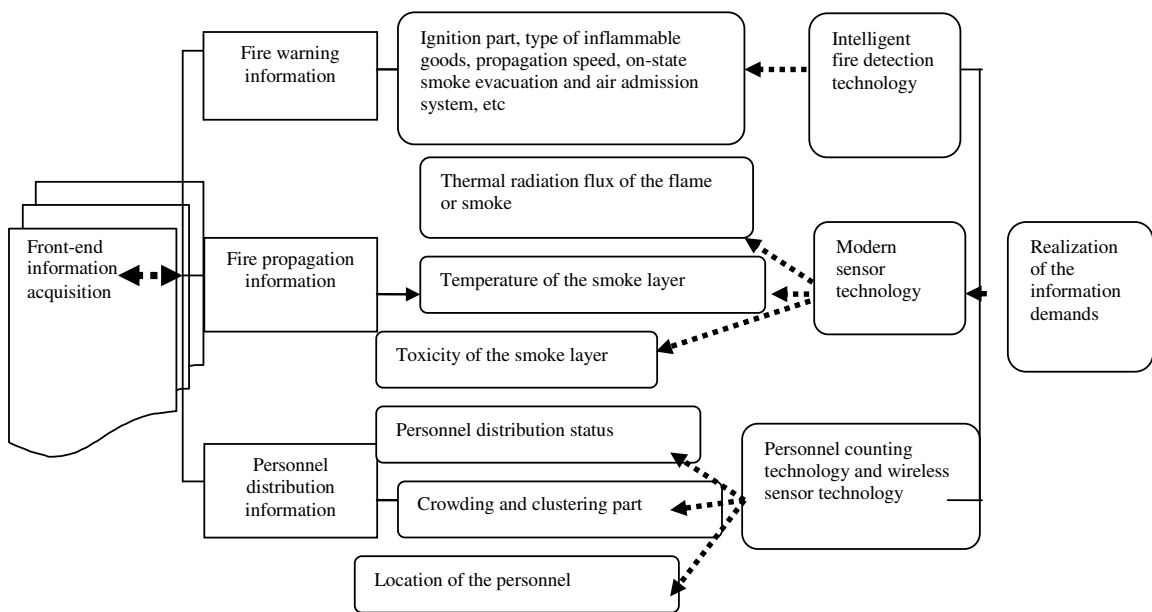 Fire warning
information
Ignition part, type of inflammable
goods, propagation speed, on-state
smoke evacuation and air admission
system, etc
Intelligent
fire detection
technology
Thermal radiation flux of the flame
or smoke
Front-end
information
acquisition
Fire propagation
information
Temperature of the smoke layer
Modern
sensor
technology
Realization
of the
information
demands
Toxicity of the smoke layer
Personnel distribution status
Personnel
distribution
information
Crowding and clustering part
Personnel counting
technology and wireless
sensor technology
Location of the personnel